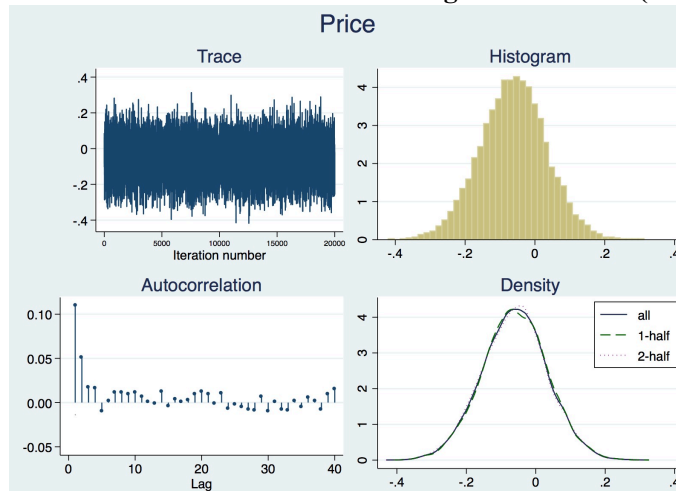 Price
Trace
.4
.2
0
-.2
-.4
0 5000 10000 15000 20000
Iteration number
Histogram
4
3
2
1
0
-.4 -.2 0 .2 .4
Autocorrelation
0.10
0.05
0.00
-0.05
0 10 20 30 40
Lag
Density
4
3
2
1
0
all
1-half
2-half
-.4 -.2 0 .2 .4